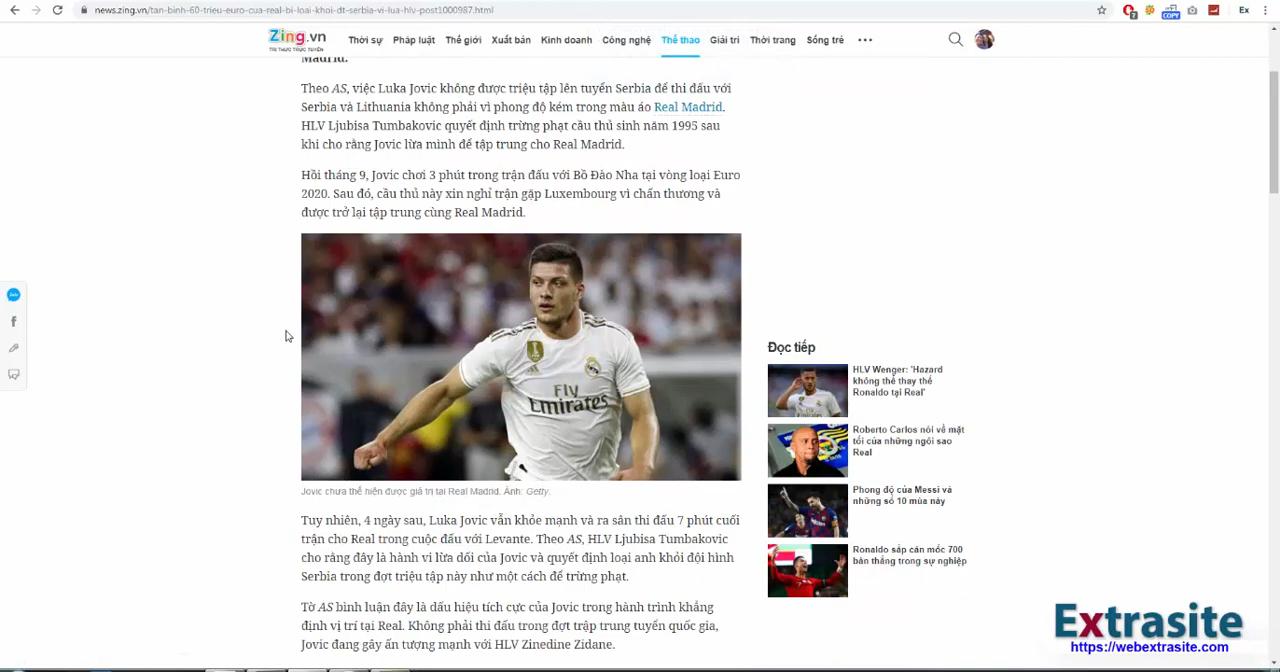 news.zing.vn/tan-binh-60-trieu-euro-cua-real-bi-loai-khoi-dt-serbia-vi-lua-hlv-post1000987.html
7
COPY
Ex
Zing.vn
TRI THỨC TRỰC TUYẾN
Thời sự
Pháp luật
Thế giới
Xuất bản
Kinh doanh
Công nghệ
Thể thao
Giải trí
Thời trang
Sống trẻ
Madrid.
Theo AS, việc Luka Jovic không được triệu tập lên tuyển Serbia để thi đấu với
Serbia và Lithuania không phải vì phong độ kém trong màu áo Real Madrid.
HLV Ljubisa Tumbakovic quyết định trừng phạt cầu thủ sinh năm 1995 sau
khi cho rằng Jovic lừa mình để tập trung cho Real Madrid.
Hồi tháng 9, Jovic chơi 3 phút trong trận đấu với Bồ Đào Nha tại vòng loại Euro
2020. Sau đó, cầu thủ này xin nghỉ trận gặp Luxembourg vì chấn thương và
được trở lại tập trung cùng Real Madrid.
Fly
Emirates
Jovic chưa thể hiện được giá trị tại Real Madrid. Ảnh: Getty.
Tuy nhiên, 4 ngày sau, Luka Jovic vẫn khỏe mạnh và ra sân thi đấu 7 phút cuối
trận cho Real trong cuộc đấu với Levante. Theo AS, HLV Ljubisa Tumbakovic
cho rằng đây là hành vi lừa dối của Jovic và quyết định loại anh khỏi đội hình
Serbia trong đợt triệu tập này như một cách để trừng phạt.
Tờ AS bình luận đây là dấu hiệu tích cực của Jovic trong hành trình khẳng
định vị trí tại Real. Không phải thi đấu trong đợt trập trung tuyển quốc gia,
Jovic đang gây ấn tượng mạnh với HLV Zinedine Zidane.
Đọc tiếp
HLV Wenger: 'Hazard
không thể thay thế
Ronaldo tại Real'
Roberto Carlos nói về mặt
tối của những ngôi sao
Real
Phong độ của Messi và
những số 10 mùa này
Ronaldo sắp cán mốc 700
bàn thắng trong sự nghiệp
Extrasite
https://webextrasite.com